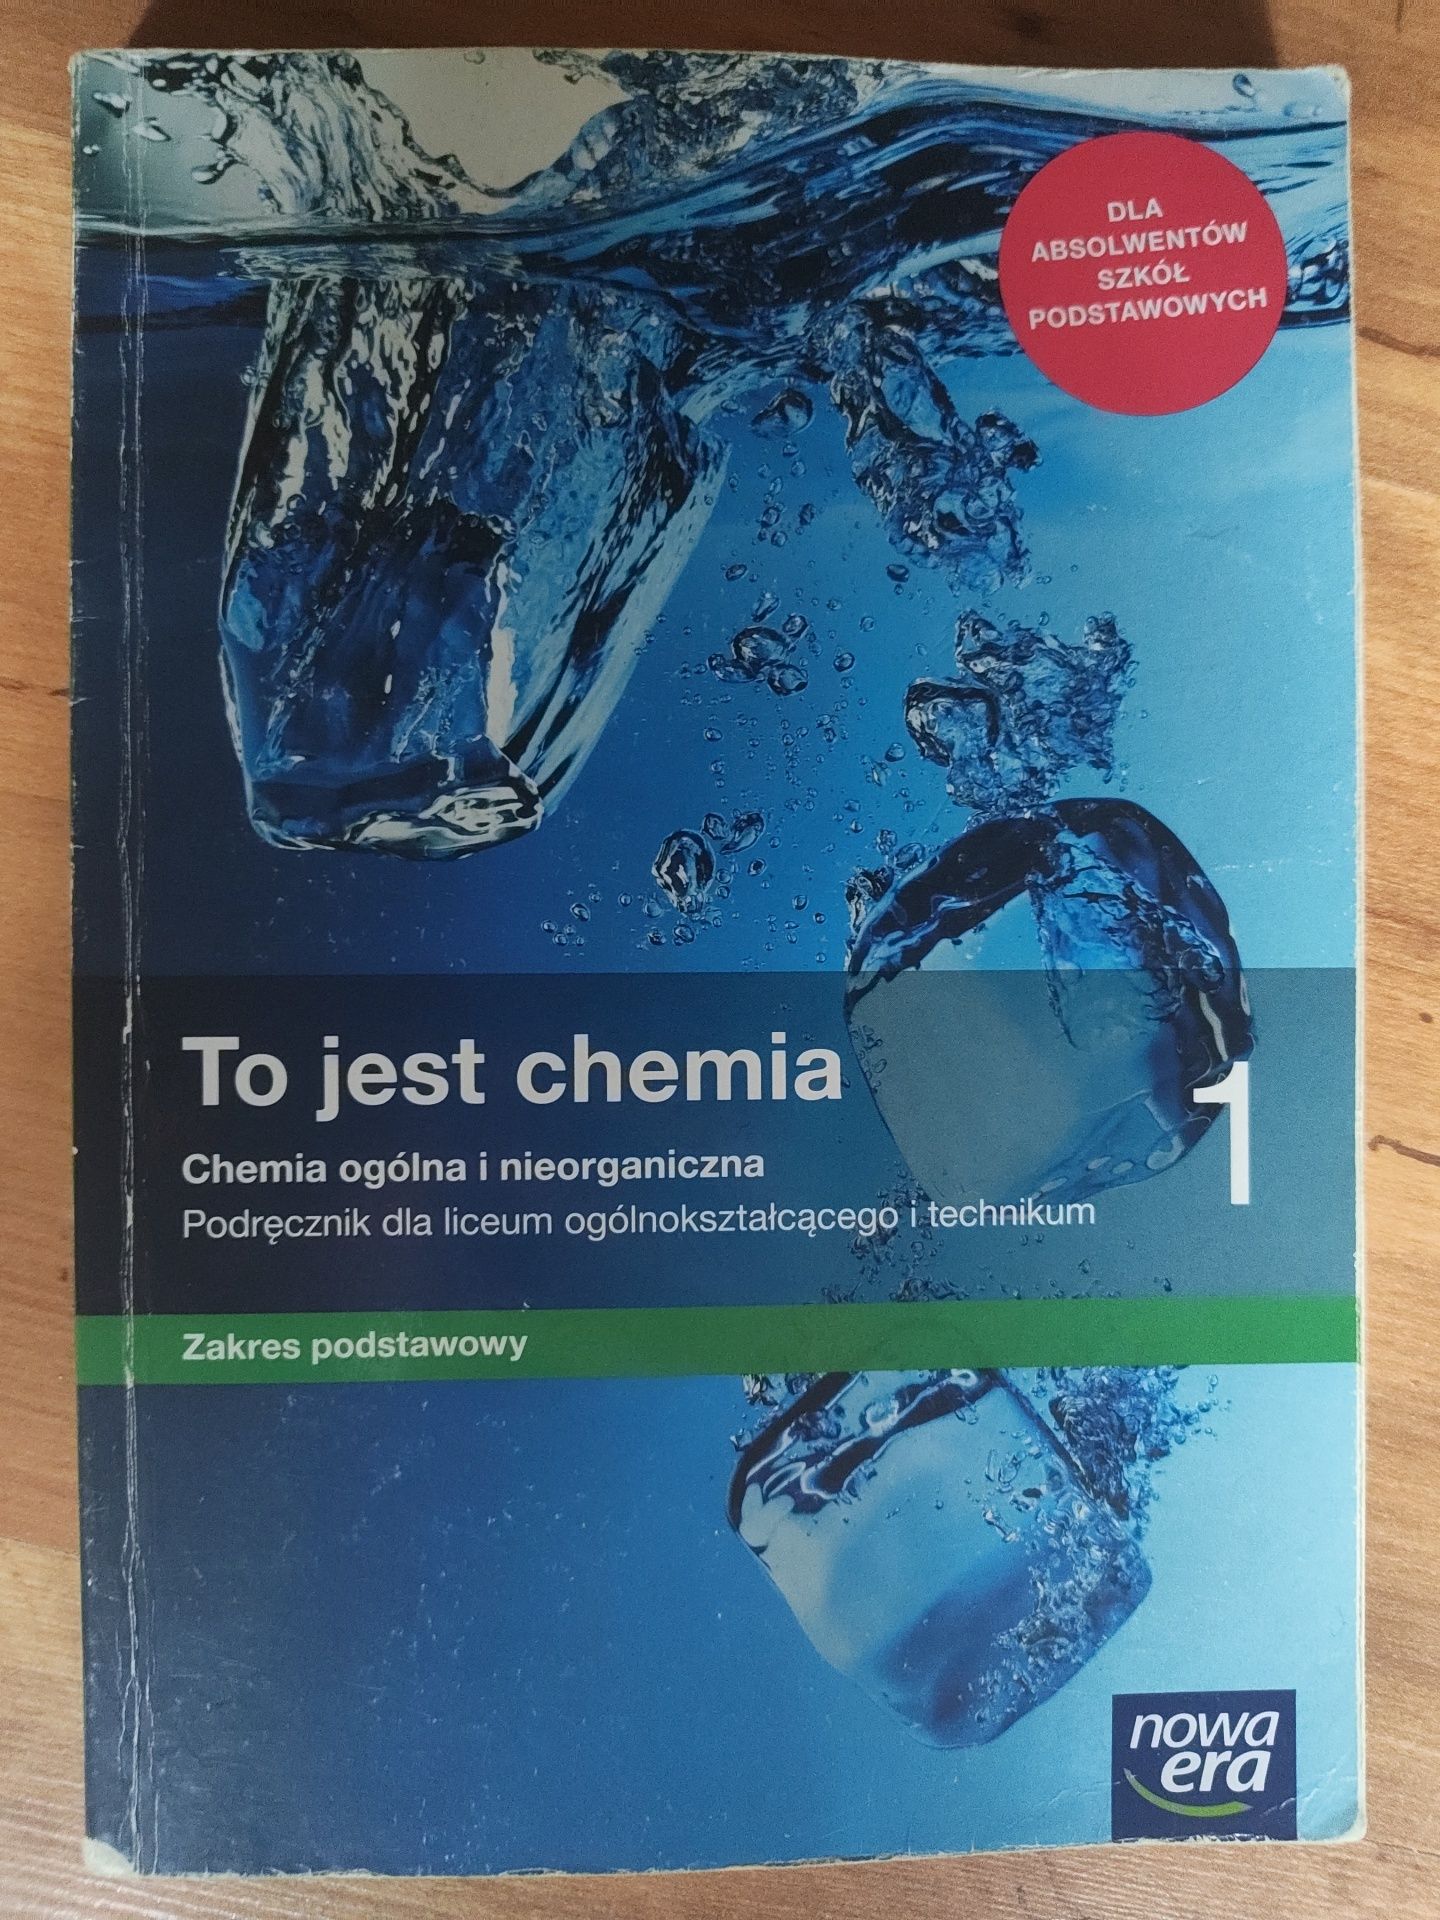 DLA
ABSOLWENTÓW
SZKÓŁ
PODSTAWOWYCH
To jest chemia
1
Chemia ogólna i nieorganiczna
Podręcznik dla liceum ogólnokształcącego i technikum
Zakres podstawowy
nowa
era